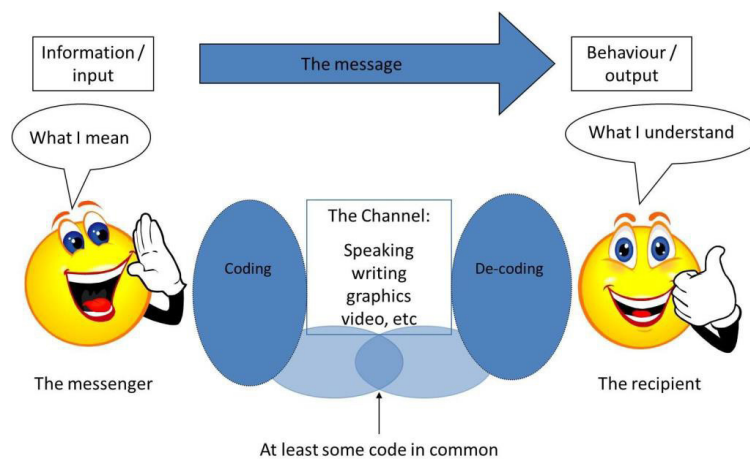 Information /
input
The message
Behaviour /
output
What I mean
What I understand
Coding
The Channel:
Speaking
writing
graphics
video, etc
De-coding
The messenger
The recipient
At least some code in common